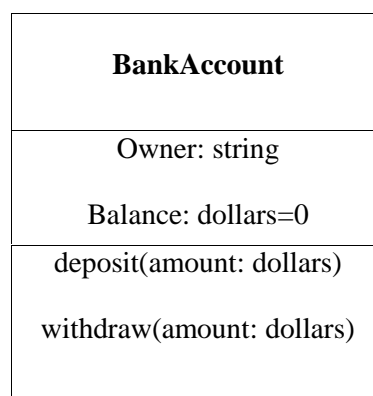 BankAccount
Owner: string
Balance: dollars=0
deposit(amount: dollars)
withdraw(amount: dollars)